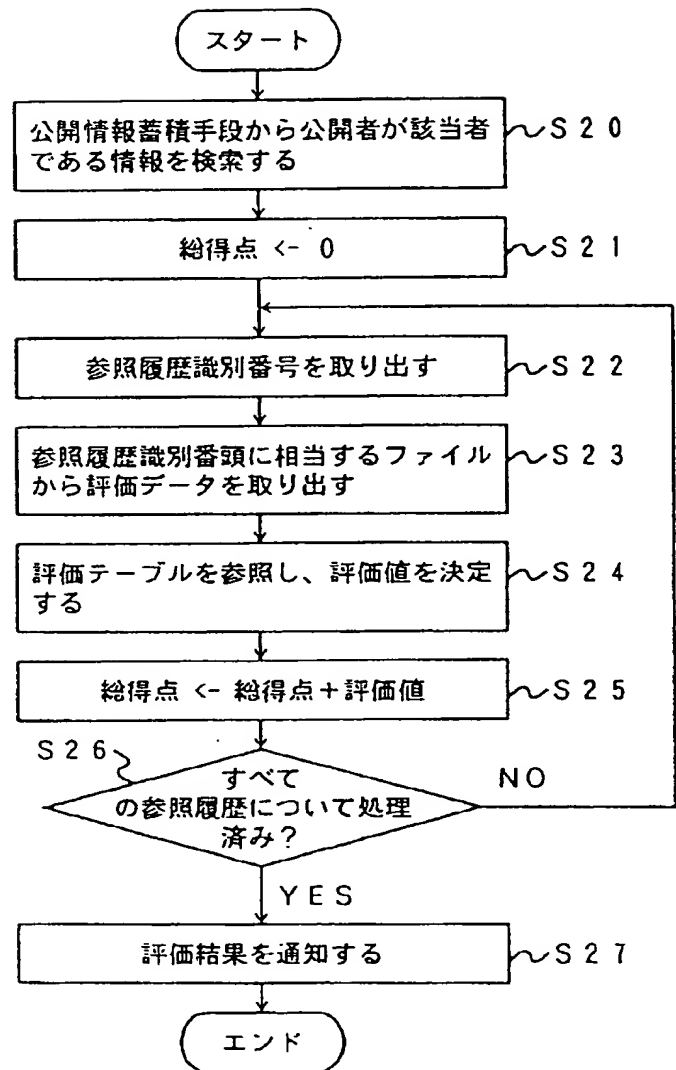 スタート
公開情報蓄積手段から公開者が該当者
である情報を検索する
S20
総得点 <- 0
S21
参照履歴識別番号を取り出す
S22
参照履歴識別番頭に相当するファイル
から評価データを取り出す
S23
評価テーブルを参照し、評価値を決定
する
S24
総得点 <- 総得点+評価値
S25
S26
すべて
の参照履歴について処理
済み?
NO
YES
評価結果を通知する
S27
エンド